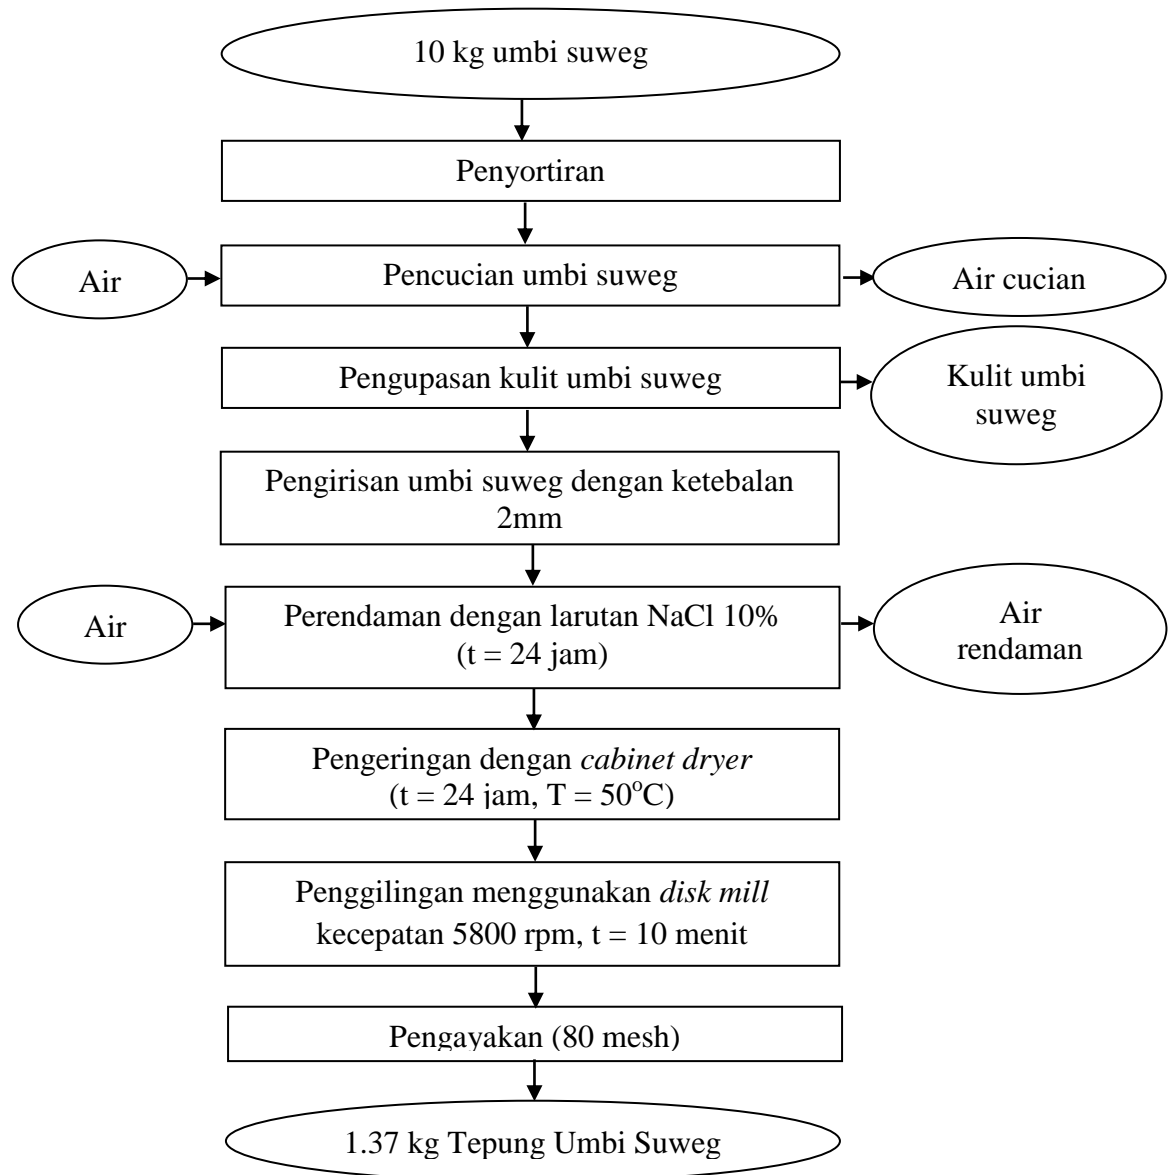 10 kg umbi suweg
Penyortiran
Air
Pencucian umbi suweg
Air cucian
Pengupasan kulit umbi suweg
Kulit umbi
suweg
Pengirisan umbi suweg dengan ketebalan
2mm
Air
Perendaman dengan larutan NaCl 10%
(t = 24 jam)
Air
rendaman
Pengeringan dengan cabinet dryer
(t = 24 jam, T = 50°C)
Penggilingan menggunakan disk mill
kecepatan 5800 rpm, t = 10 menit
Pengayakan (80 mesh)
1.37 kg Tepung Umbi Suweg